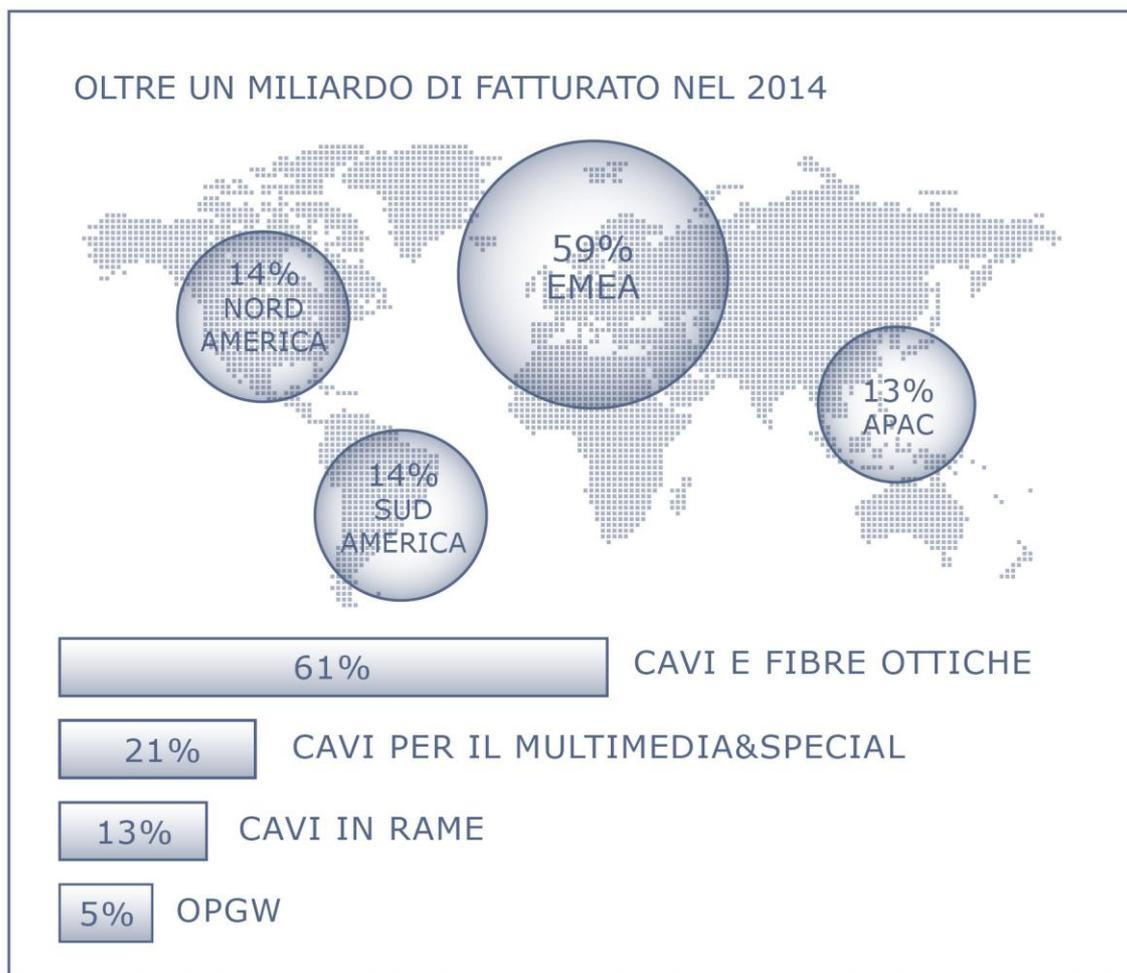 OLTRE UN MILIARDO DI FATTURATO NEL 2014
59%
EMEA
14%
NORD
AMERICA
13%
APAC
14%
SUD
AMERICA
61% CAVI E FIBRE OTTICHE
21% CAVI PER IL MULTIMEDIA&SPECIAL
13% CAVI IN RAME
5% OPGW